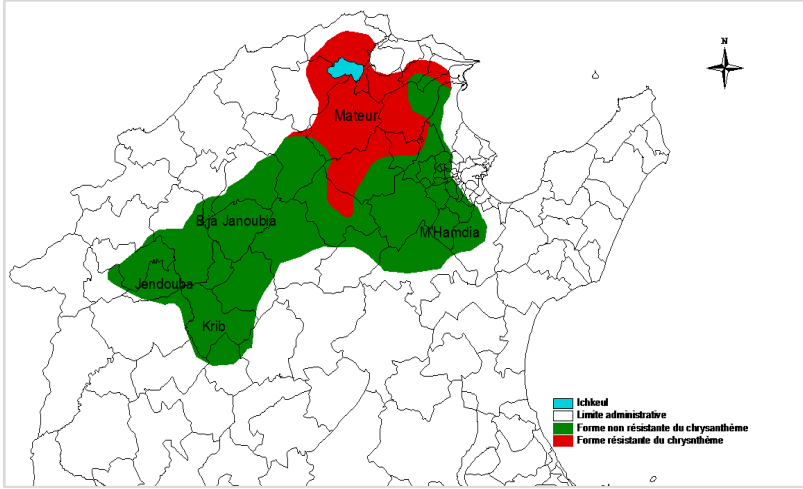 N
Mateur
Bja Janoubia
M'Hamdia
Jendouba
Krib
Ichkeul
Limite administrative
Forme non résistante du chrysanthème
Forme résistante du chrysnthème